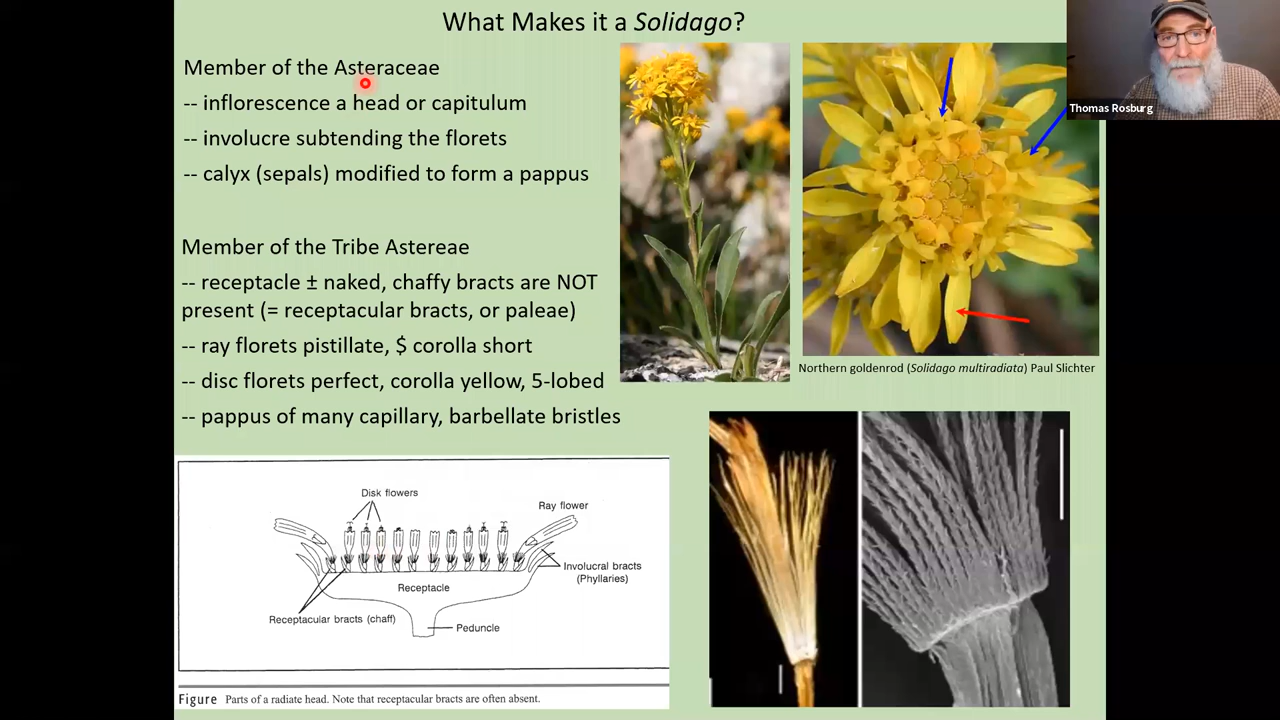 What Makes it a Solidago?
Thomas Rosburg
Member of the Asteraceae
-- inflorescence a head or capitulum
-- involucre subtending the florets
-- calyx (sepals) modified to form a pappus
Member of the Tribe Astereae
-- receptacle ± naked, chaffy bracts are NOT
present (= receptacular bracts, or paleae)
-- ray florets pistillate, $ corolla short
-- disc florets perfect, corolla yellow, 5-lobed
-- pappus of many capillary, barbellate bristles
Northern goldenrod (Solidago multiradiata) Paul Slichter
Disk flowers
Ray flower
Involucral bracts
(Phyllaries)
Receptacle
Receptacular bracts (chaff)
Peduncle
Figure Parts of a radiate head. Note that receptacular bracts are often absent.